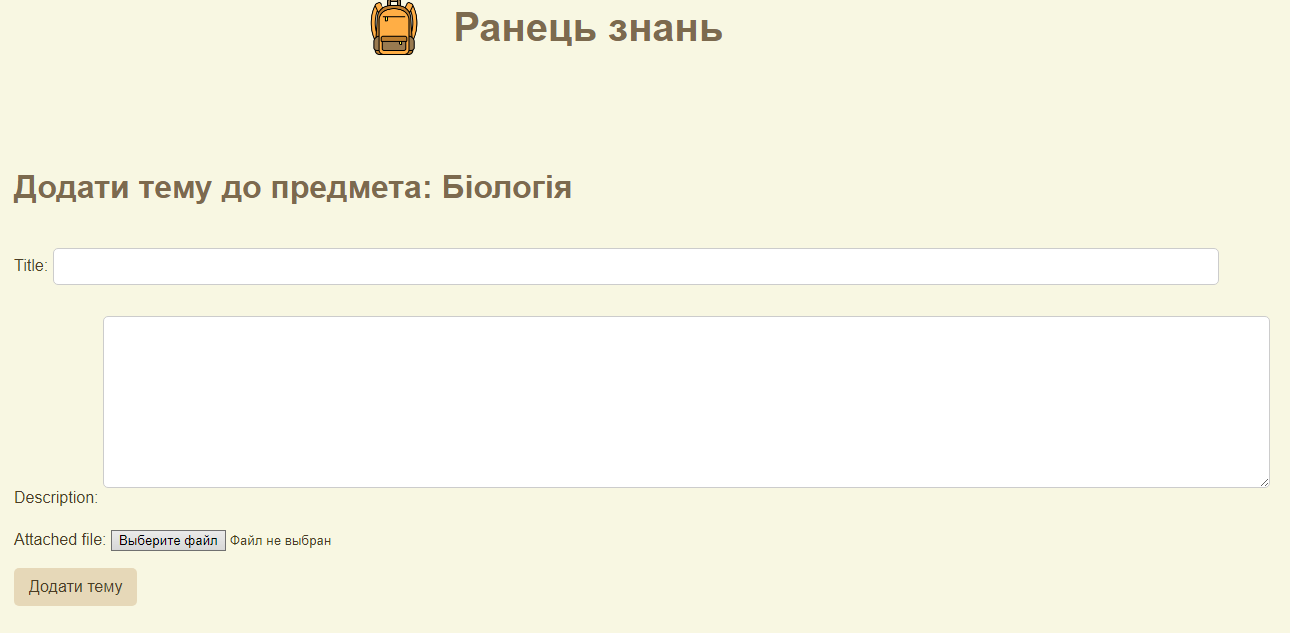 Ранець знань
Додати тему до предмета: Біологія
Title:
Description:
Attached file: Выберите файл Файл не выбран
Додати тему